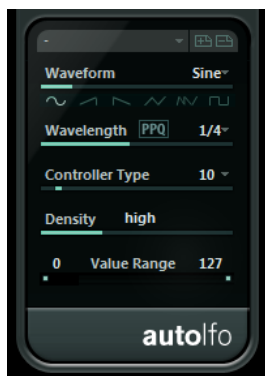 -
Waveform Sine
Wavelength PPQ 1/4
Controller Type 10
Density high
0 Value Range 127
autolfo